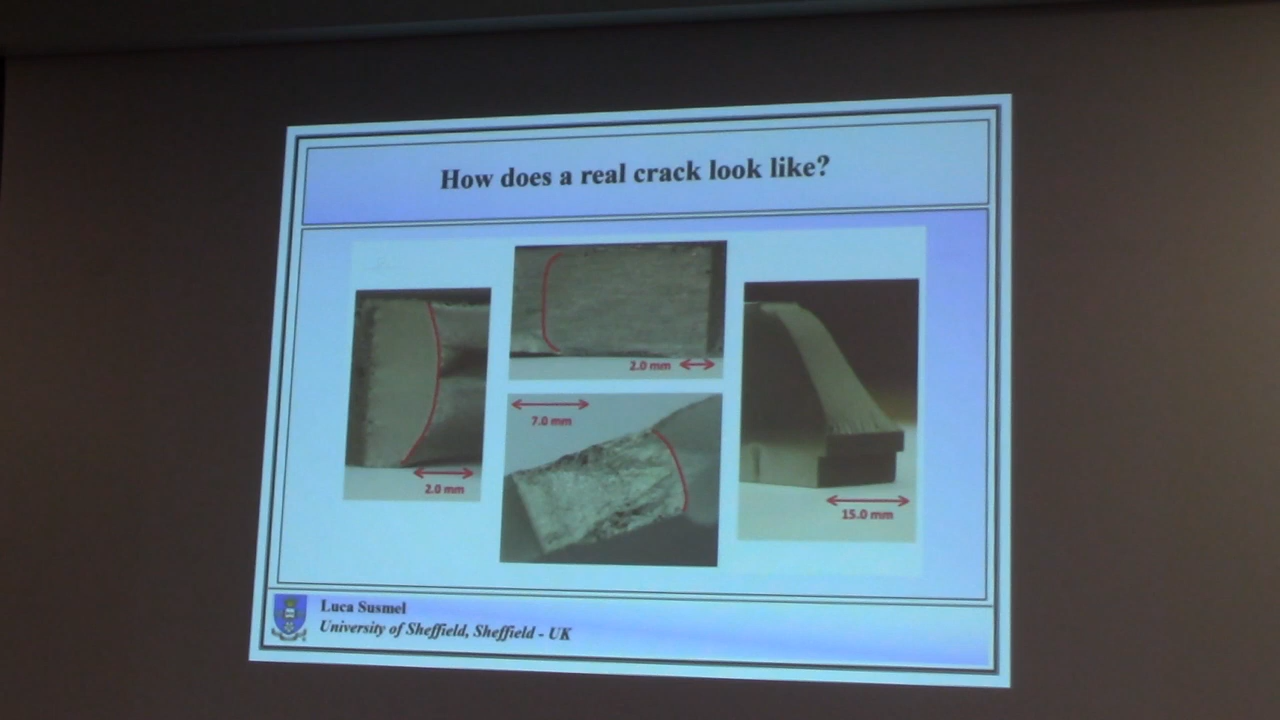 How does a real crack look like?
2.0 mm
2.0 mm
7.0 mm
15.0 mm
Luca Susmel
University of Sheffield, Sheffield - UK